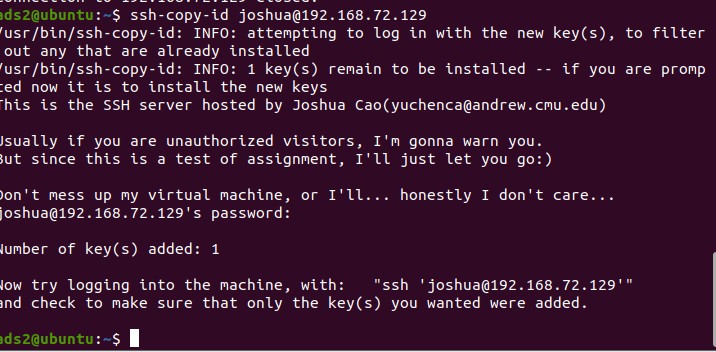 connection to 192.168.72.129 closed.
ads2@ubuntu:~$ ssh-copy-id joshua@192.168.72.129
/usr/bin/ssh-copy-id: INFO: attempting to log in with the new key(s), to filter
out any that are already installed
/usr/bin/ssh-copy-id: INFO: 1 key(s) remain to be installed -- if you are promp
ted now it is to install the new keys
This is the SSH server hosted by Joshua Cao(yuchenca@andrew.cmu.edu)
Usually if you are unauthorized visitors, I'm gonna warn you.
But since this is a test of assignment, I'll just let you go:)
Don't mess up my virtual machine, or I'll... honestly I don't care...
joshua@192.168.72.129's password:
Number of key(s) added: 1
Now try logging into the machine, with:   "ssh 'joshua@192.168.72.129'"
and check to make sure that only the key(s) you wanted were added.
ads2@ubuntu:~$